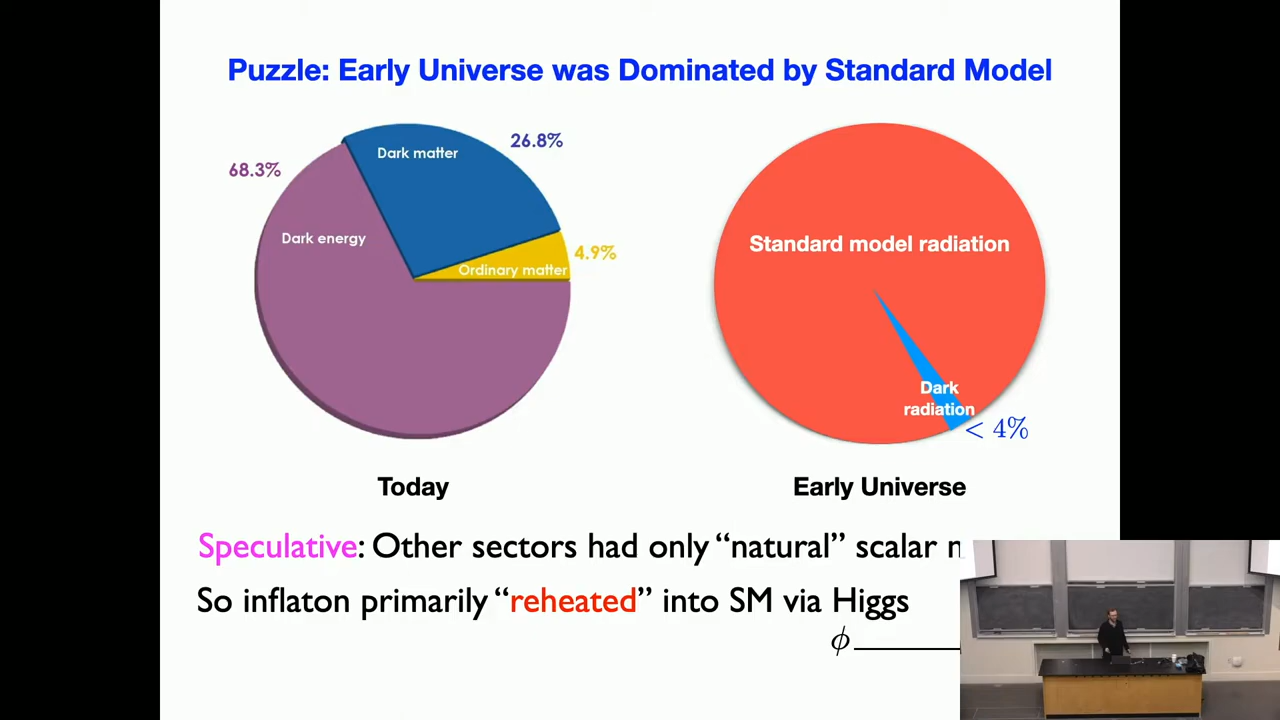 Puzzle: Early Universe was Dominated by Standard Model
26.8%
Dark matter
68.3%
Dark energy
4.9%
Ordinary matter
Standard model radiation
Dark
radiation
< 4%
Today
Early Universe
Speculative: Other sectors had only “natural” scalar
So inflaton primarily “reheated” into SM via Higgs
ϕ